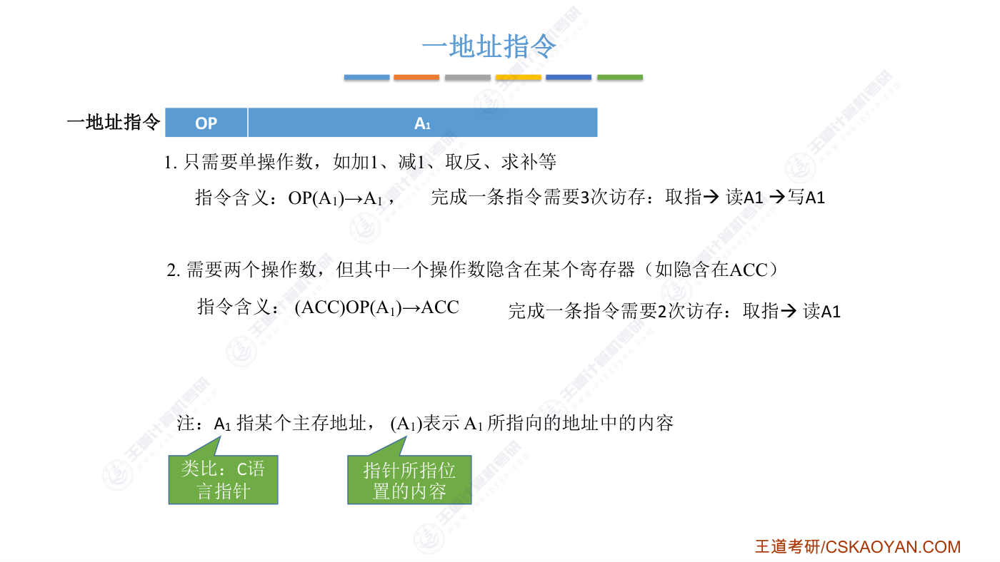 一地址指令
一地址指令 OP A₁
1. 只需要单操作数，如加1、减1、取反、求补等
指令含义：OP(A₁)→A₁， 完成一条指令需要3次访存：取指→ 读A1 →写A1
2. 需要两个操作数，但其中一个操作数隐含在某个寄存器（如隐含在ACC）
指令含义： (ACC)OP(A₁)→ACC 完成一条指令需要2次访存：取指→ 读A1
注：A₁ 指某个主存地址， (A₁)表示 A₁ 所指向的地址中的内容
类比：C语
言指针
指针所指位
置的内容
王道考研/CSKAOYAN.COM